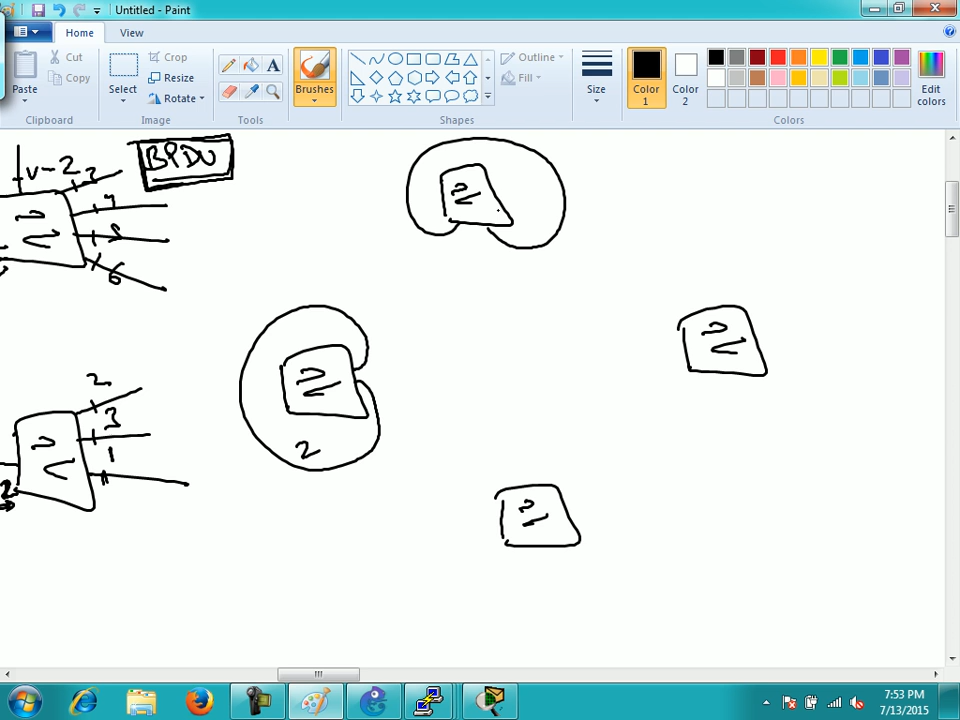 Untitled - Paint
Home
View
Paste
Cut
Copy
Clipboard
Select
Crop
Resize
Rotate
Image
Tools
Brushes
Shapes
Outline
Fill
Size
Color 1
Color 2
Edit colors
Colors
BPDU
V-2
3
4
5
6
2
3
1
2
2
7:53 PM
7/13/2015